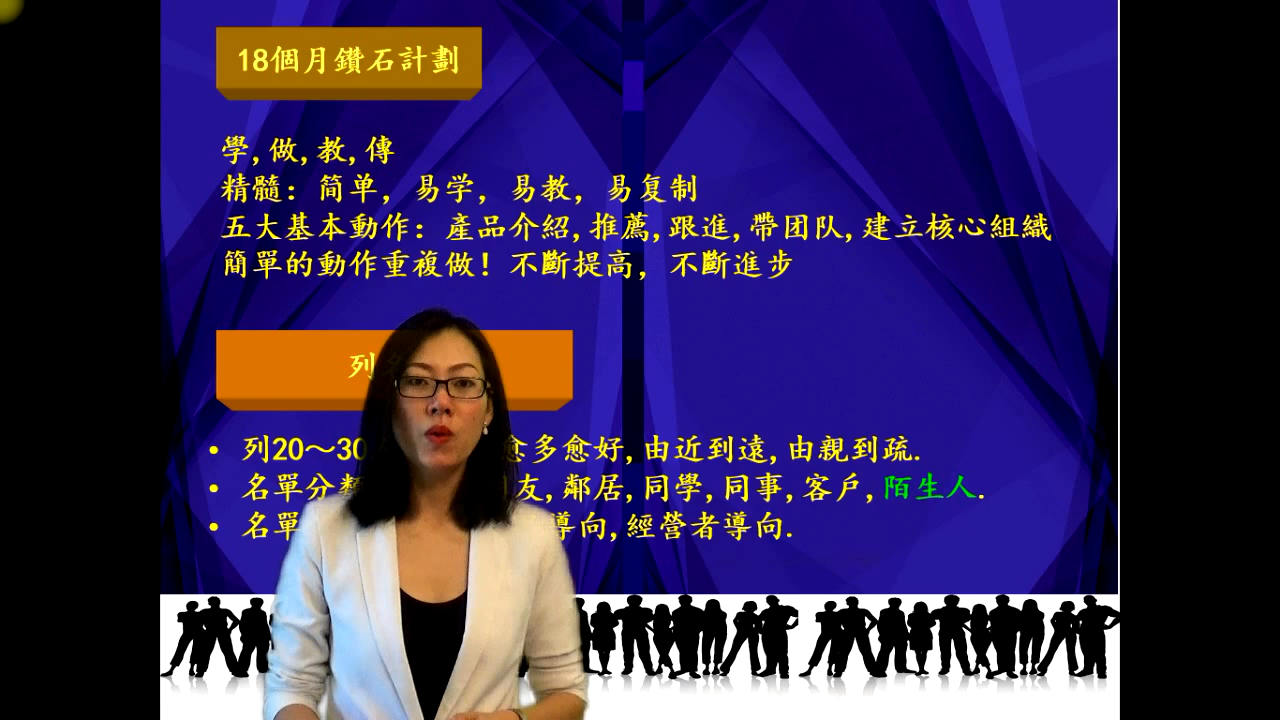 18個月鑽石計劃
學,做,教,傳
精髓：简单，易学，易教，易复制
五大基本動作：產品介紹,推薦,跟進,帶团队,建立核心組織
簡單的動作重複做！不斷提高，不斷進步
列
• 列20～30 愈多愈好,由近到遠,由親到疏.
• 名單分類 友,鄰居,同學,同事,客戶,陌生人.
• 名單 導向,經營者導向.